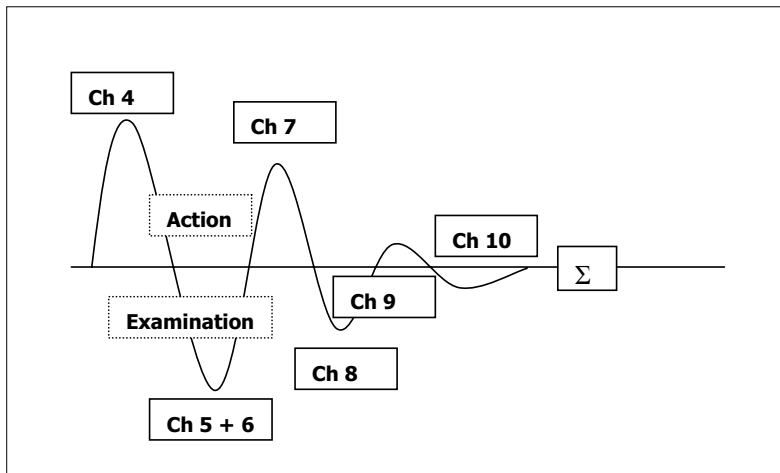 Ch 4
Ch 7
Action
Ch 10
Σ
Ch 9
Examination
Ch 8
Ch 5 + 6